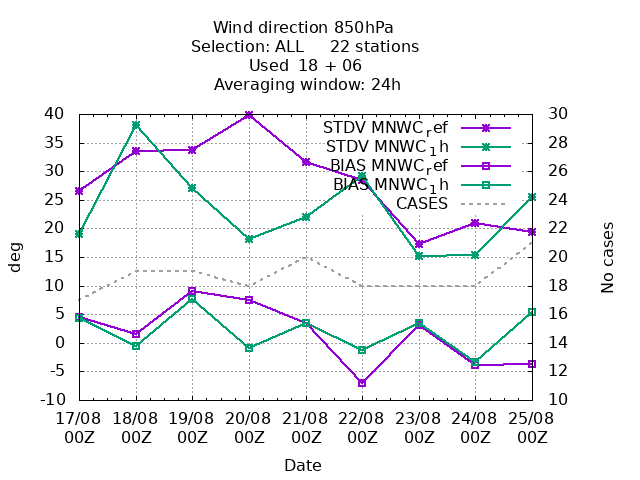 Wind direction 850hPa
Selection: ALL     22 stations
Used  18 + 06
Averaging window: 24h
40 30
35 28
30 26
25 24
20 22
15 20
10 18
5 16
0 14
-5 12
-10 10
STDV MNWC_ref
STDV MNWC_1h
BIAS MNWC_ref
BIAS MNWC_1h
CASES
deg
No cases
17/08 18/08 19/08 20/08 21/08 22/08 23/08 24/08 25/08
00Z 00Z 00Z 00Z 00Z 00Z 00Z 00Z 00Z
Date